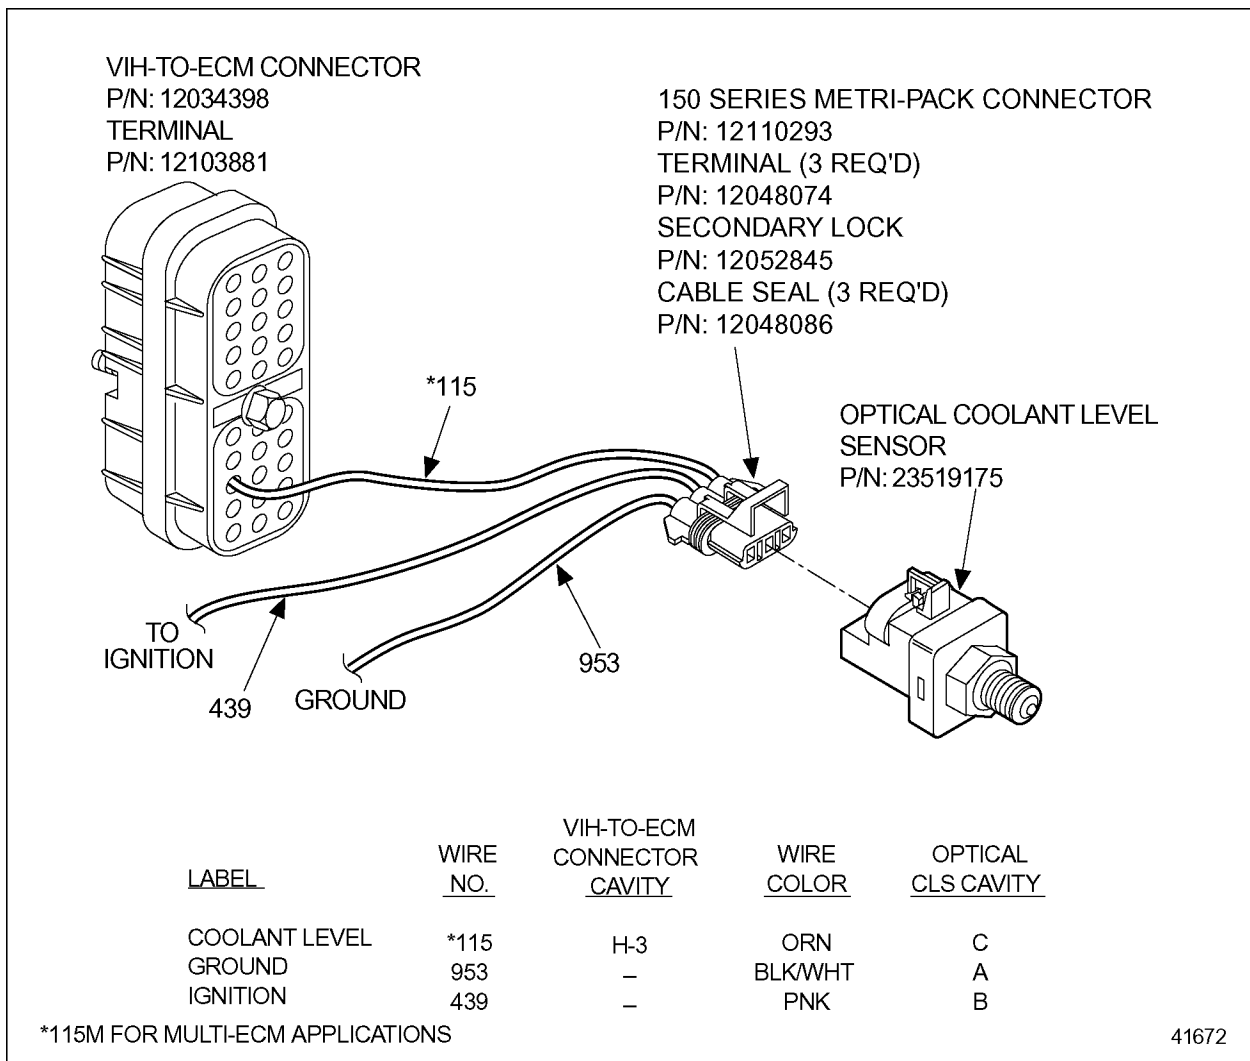 VIH-TO-ECM CONNECTOR
P/N: 12034398
TERMINAL
P/N: 12103881
150 SERIES METRI-PACK CONNECTOR
P/N: 12110293
TERMINAL (3 REQ'D)
P/N: 12048074
SECONDARY LOCK
P/N: 12052845
CABLE SEAL (3 REQ'D)
P/N: 12048086
*115
OPTICAL COOLANT LEVEL
SENSOR
P/N: 23519175
TO
IGNITION
439
GROUND
953
LABEL
WIRE
NO.
VIH-TO-ECM
CONNECTOR
CAVITY
WIRE
COLOR
OPTICAL
CLS CAVITY
COOLANT LEVEL *115 H-3 ORN C
GROUND 953 – BLK/WHT A
IGNITION 439 – PNK B
*115M FOR MULTI-ECM APPLICATIONS
41672